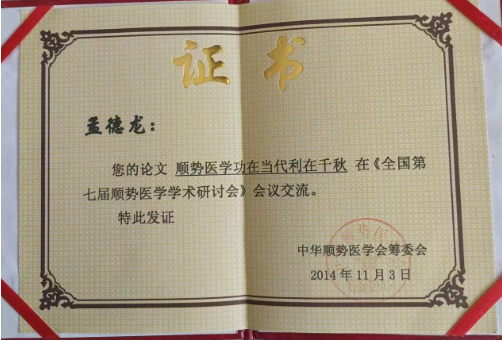 证书
孟德龙：
您的论文 顺势医学功在当代利在千秋 在《全国第
七届顺势医学学术研讨会》会议交流。
特此发证
中华顺势医学会筹委会
2014年11月3日